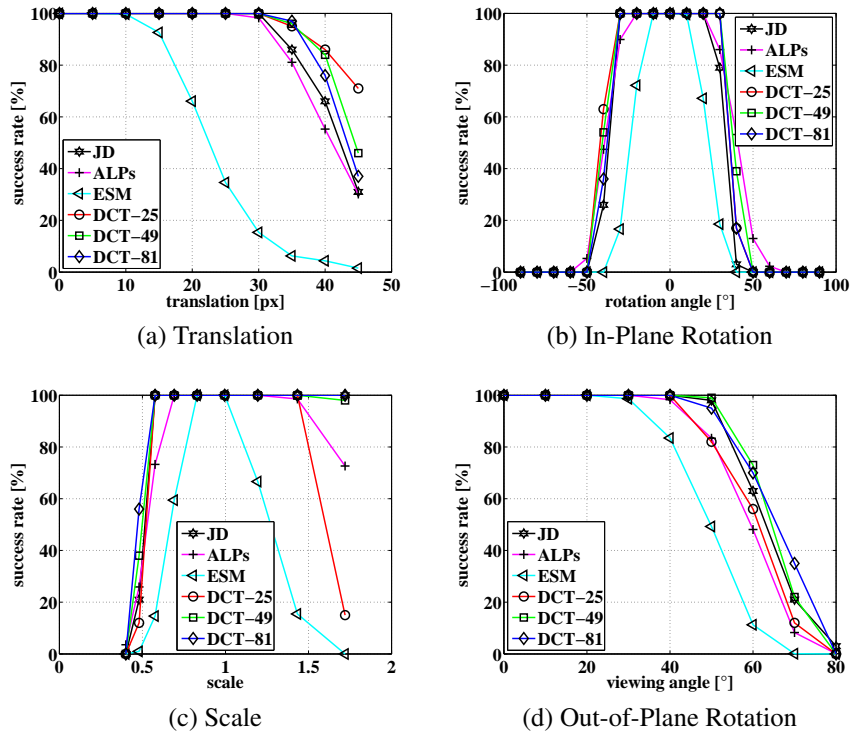 success rate [%]
100
80
60
40
20
0
JD
ALPs
ESM
DCT−25
DCT−49
DCT−81
0 10 20 30 40 50
translation [px]
(a) Translation
success rate [%]
100
80
60
40
20
0
JD
ALPs
ESM
DCT−25
DCT−49
DCT−81
−100 −50 0 50 100
rotation angle [°]
(b) In-Plane Rotation
success rate [%]
100
80
60
40
20
0
JD
ALPs
ESM
DCT−25
DCT−49
DCT−81
0 0.5 1 1.5 2
scale
(c) Scale
success rate [%]
100
80
60
40
20
0
JD
ALPs
ESM
DCT−25
DCT−49
DCT−81
0 20 40 60 80
viewing angle [°]
(d) Out-of-Plane Rotation